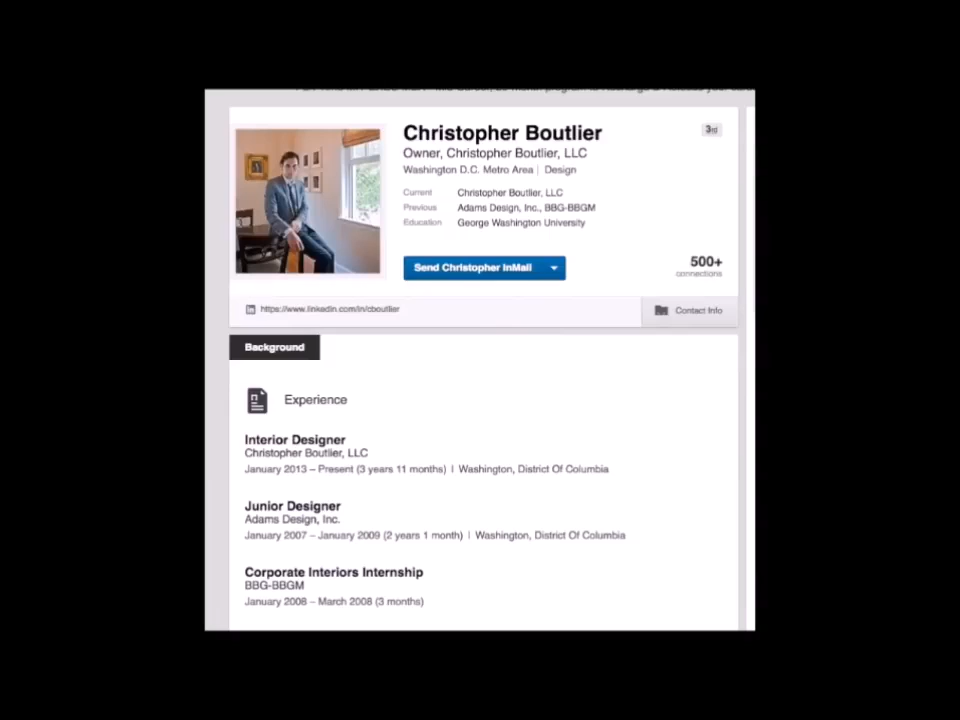 Christopher Boutlier
3rd
Owner, Christopher Boutlier, LLC
Washington D.C. Metro Area | Design
Current Christopher Boutlier, LLC
Previous Adams Design, Inc., BBG-BBGM
Education George Washington University
Send Christopher InMail
500+
connections
https://www.linkedin.com/in/cboutlier
Contact Info
Background
Experience
Interior Designer
Christopher Boutlier, LLC
January 2013 – Present (3 years 11 months) | Washington, District Of Columbia
Junior Designer
Adams Design, Inc.
January 2007 – January 2009 (2 years 1 month) | Washington, District Of Columbia
Corporate Interiors Internship
BBG-BBGM
January 2008 – March 2008 (3 months)